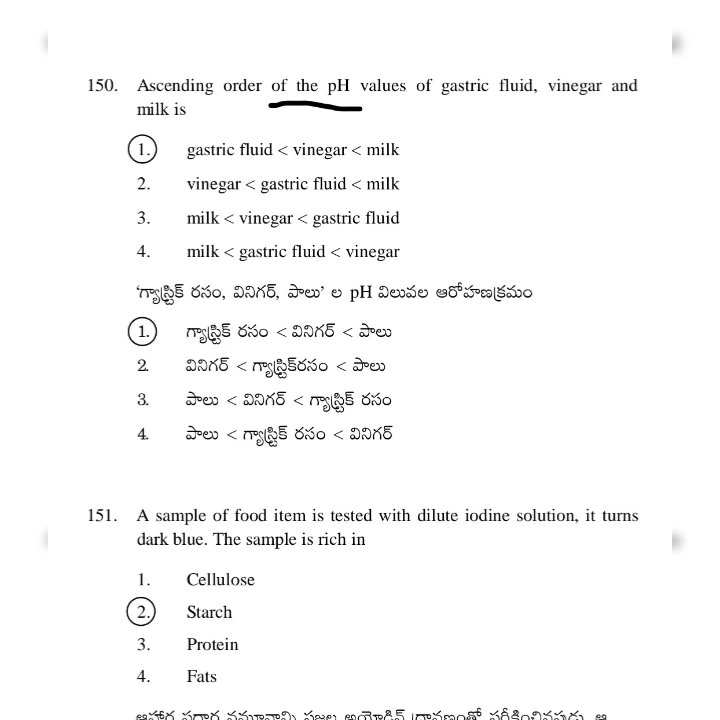 150. Ascending order of the pH values of gastric fluid, vinegar and
milk is
1. gastric fluid < vinegar < milk
2. vinegar < gastric fluid < milk
3. milk < vinegar < gastric fluid
4. milk < gastric fluid < vinegar
‘గ్యాస్ట్రిక్ రసం, వినిగర్, పాలు’ ల pH విలువల ఆరోహణక్రమం
1. గ్యాస్ట్రిక్ రసం < వినిగర్ < పాలు
2. వినిగర్ < గ్యాస్ట్రిక్‌రసం < పాలు
3. పాలు < వినిగర్ < గ్యాస్ట్రిక్ రసం
4. పాలు < గ్యాస్ట్రిక్ రసం < వినిగర్
151. A sample of food item is tested with dilute iodine solution, it turns
dark blue. The sample is rich in
1. Cellulose
2. Starch
3. Protein
4. Fats